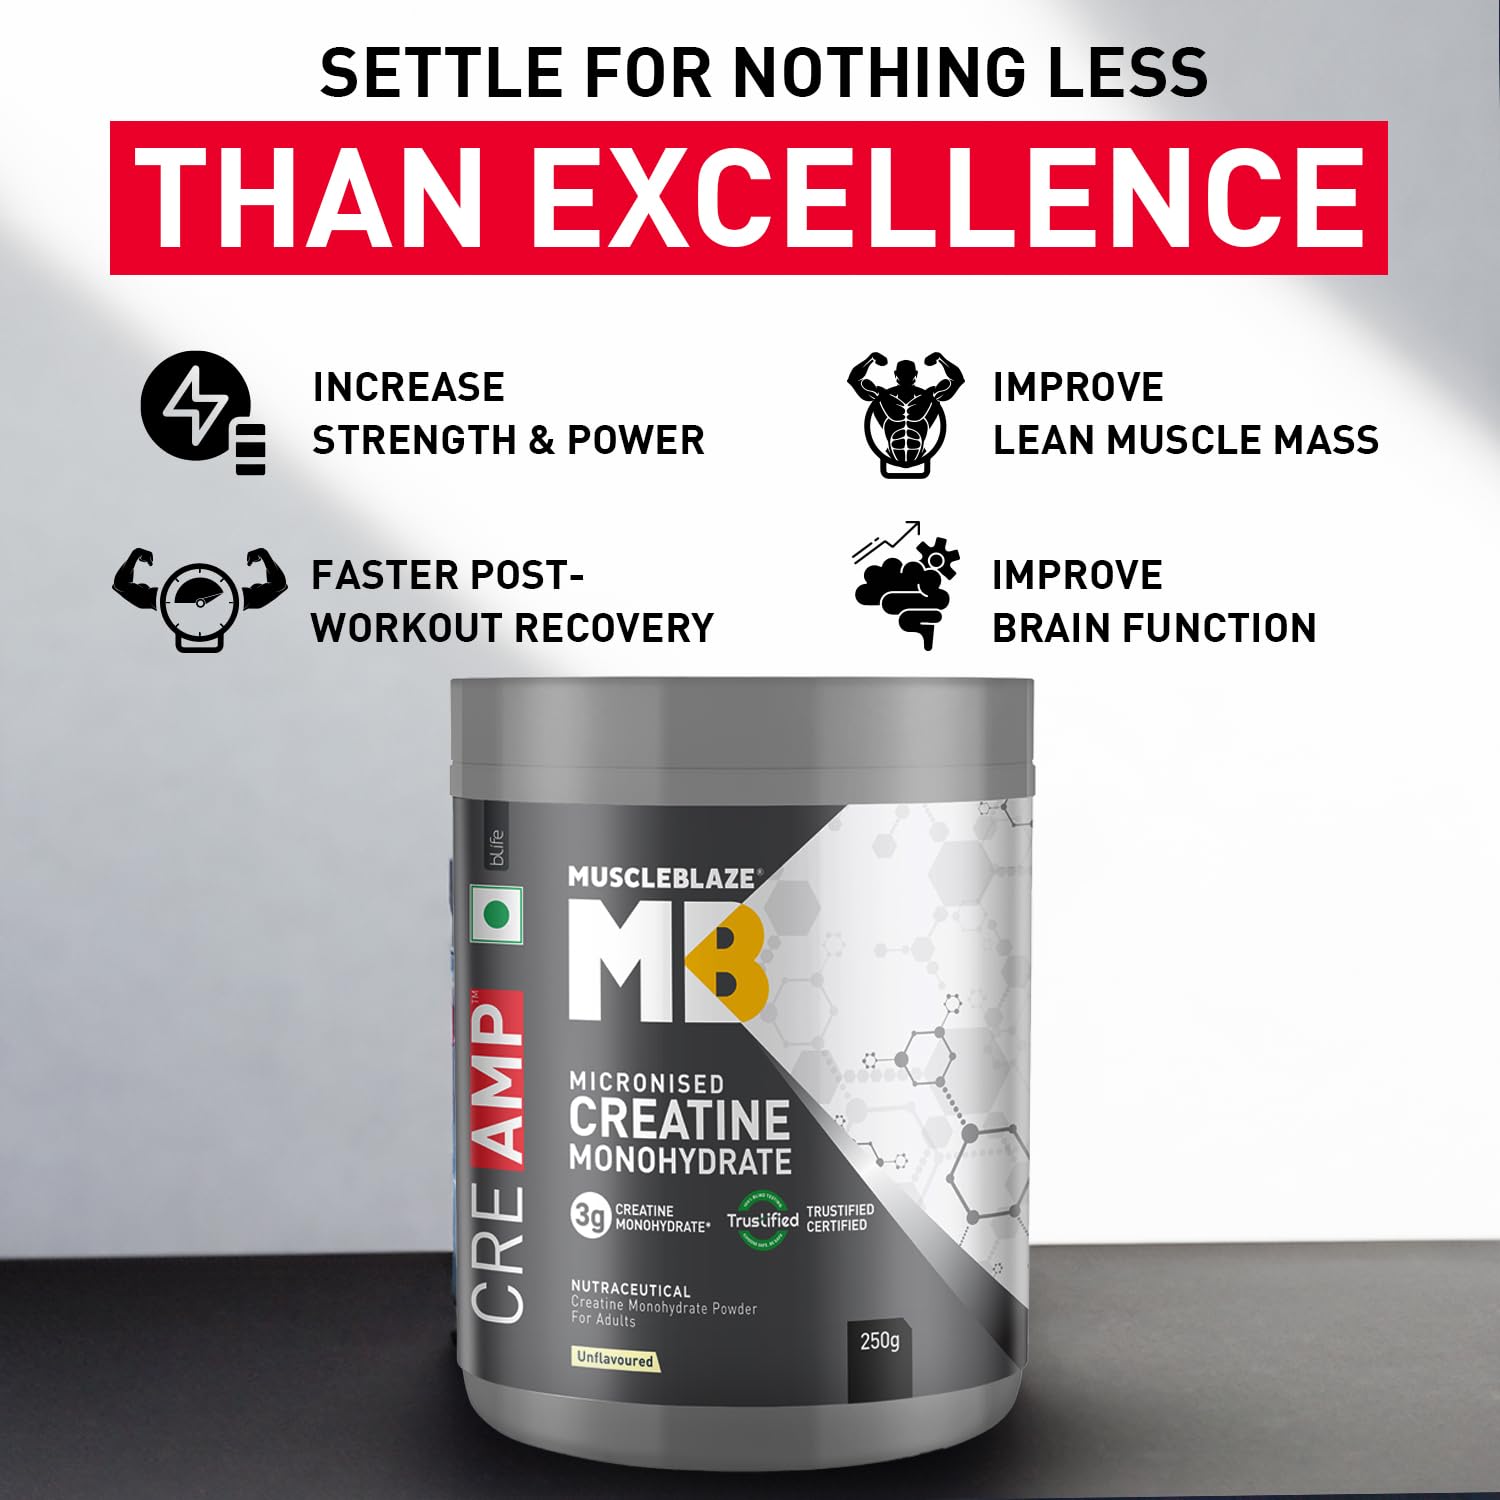 SETTLE FOR NOTHING LESS
THAN EXCELLENCE
INCREASE
STRENGTH & POWER
IMPROVE
LEAN MUSCLE MASS
FASTER POST-
WORKOUT RECOVERY
IMPROVE
BRAIN FUNCTION
bLife
CRE AMP™
MUSCLEBLAZE®
MB
MICRONISED
CREATINE
MONOHYDRATE
3g
CREATINE
MONOHYDRATE*
Trustified
TRUSTIFIED
CERTIFIED
NUTRACEUTICAL
Creatine Monohydrate Powder
For Adults
Unflavoured
250g